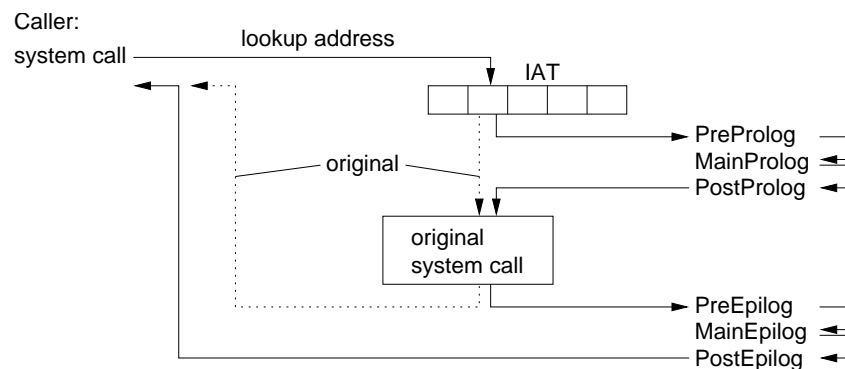 Caller:
system call
lookup address
IAT
PreProlog
MainProlog
PostProlog
original
original
system call
PreEpilog
MainEpilog
PostEpilog